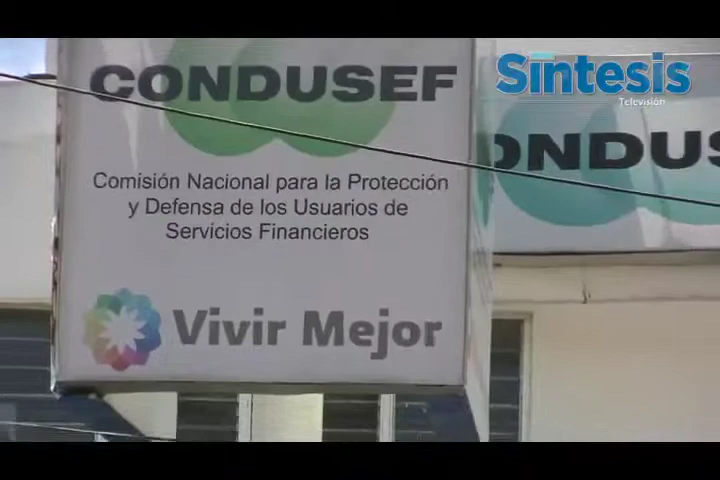 CONDUSEF
Comisión Nacional para la Protección
y Defensa de los Usuarios de
Servicios Financieros
Vivir Mejor
Síntesis
Televisión
ONDUS